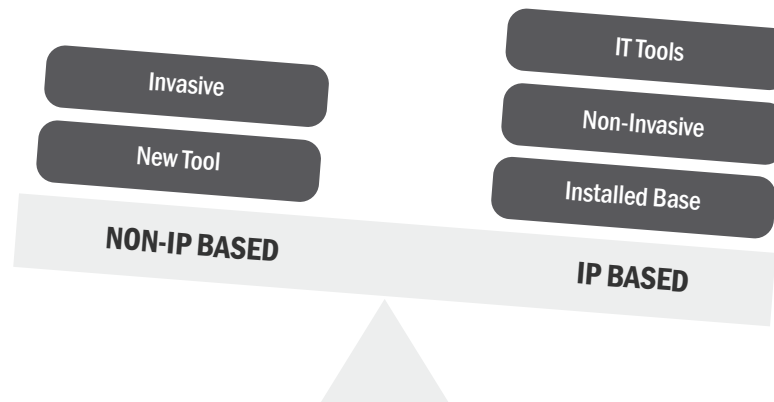 Invasive
New Tool
NON-IP BASED
IT Tools
Non-Invasive
Installed Base
IP BASED